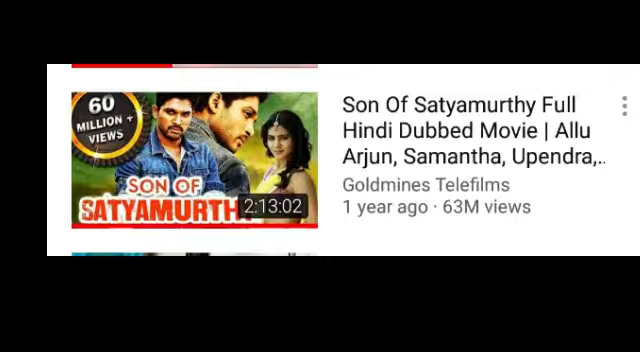 60
MILLION +
VIEWS
SON OF
SATYAMURTH
2:13:02
Son Of Satyamurthy Full
Hindi Dubbed Movie | Allu
Arjun, Samantha, Upendra,..
Goldmines Telefilms
1 year ago · 63M views